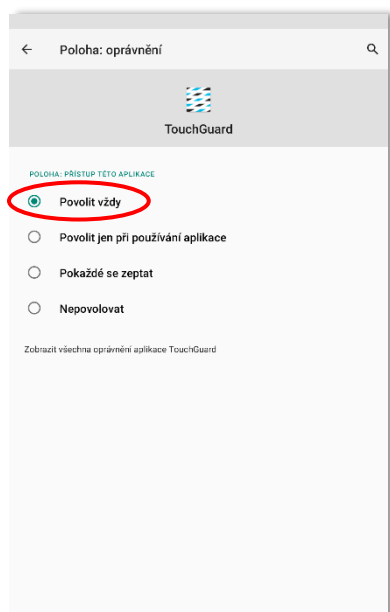 Poloha: oprávnění
TouchGuard
POLOHA: PŘÍSTUP TÉTO APLIKACE
Povolit vždy
Povolit jen při používání aplikace
Pokaždé se zeptat
Nepovolovat
Zobrazit všechna oprávnění aplikace TouchGuard